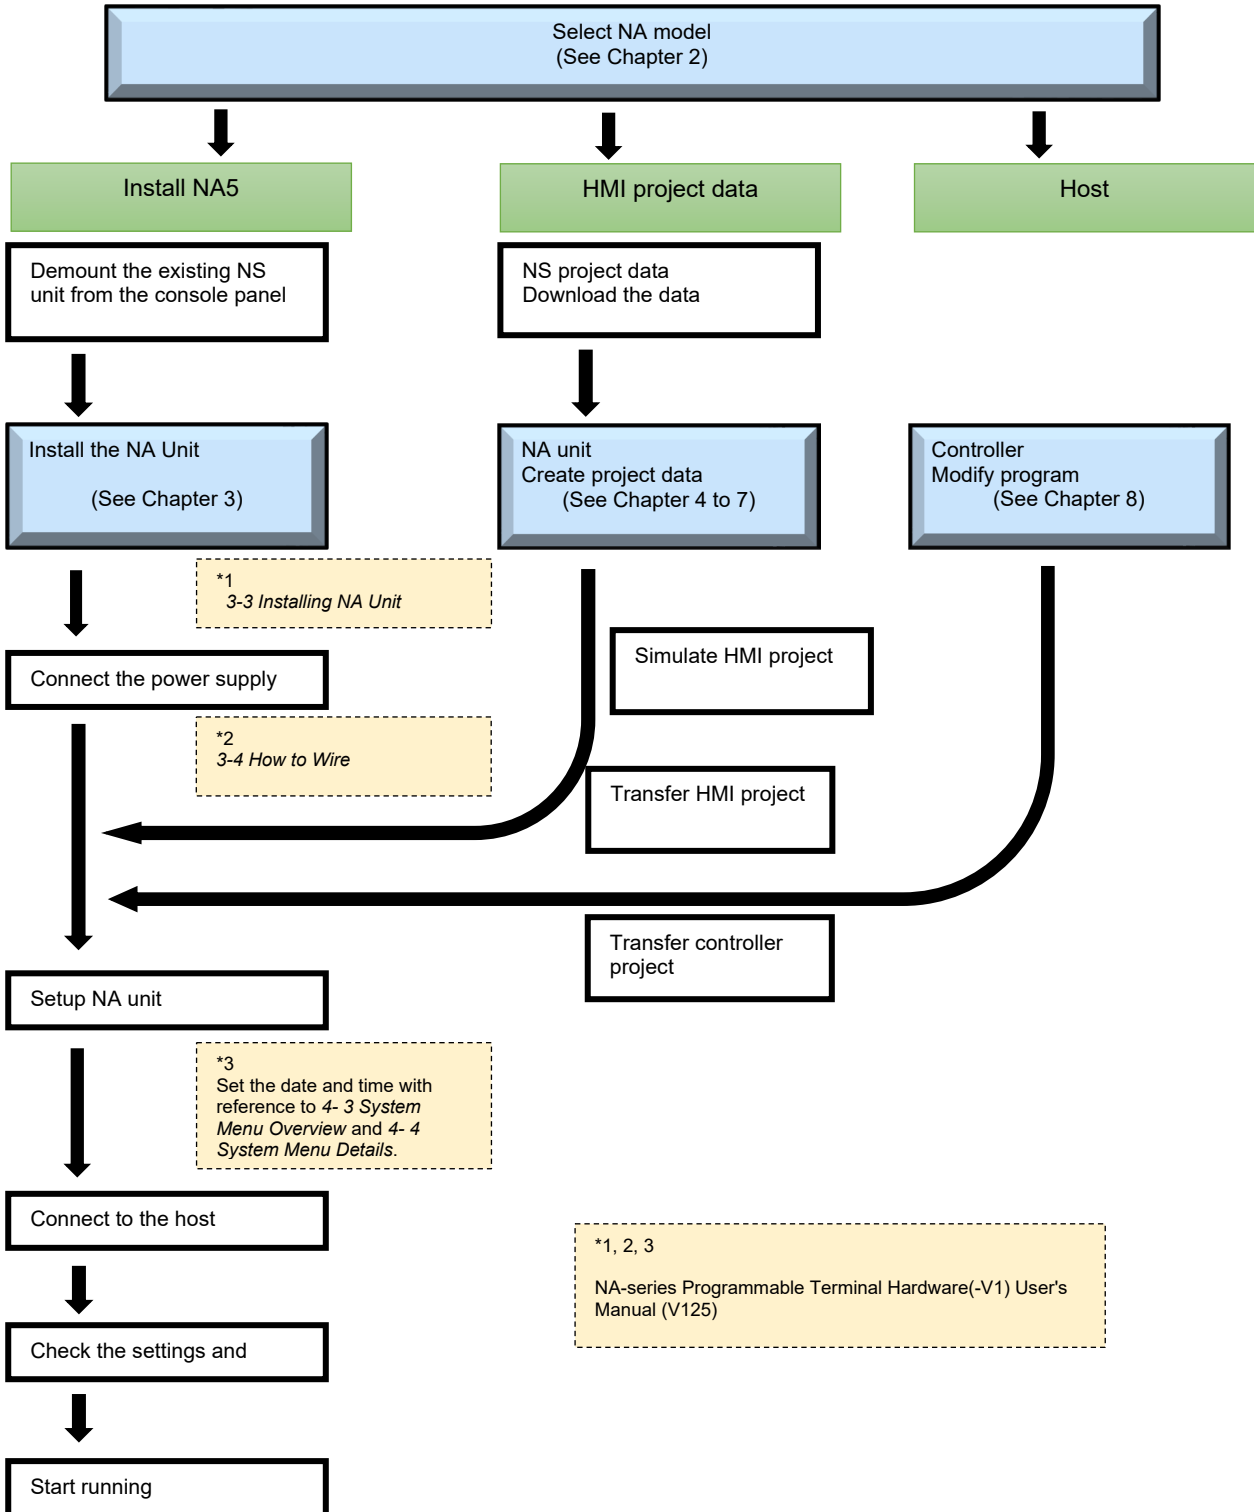 Select NA model
(See Chapter 2)
Install NA5
HMI project data
Host
Demount the existing NS
unit from the console panel
NS project data
Download the data
Install the NA Unit
(See Chapter 3)
NA unit
Create project data
(See Chapter 4 to 7)
Controller
Modify program
(See Chapter 8)
*1
3-3 Installing NA Unit
Simulate HMI project
Connect the power supply
*2
3-4 How to Wire
Transfer HMI project
Transfer controller
project
Setup NA unit
*3
Set the date and time with
reference to 4- 3 System
Menu Overview and 4- 4
System Menu Details.
Connect to the host
*1, 2, 3
NA-series Programmable Terminal Hardware(-V1) User's
Manual (V125)
Check the settings and
Start running